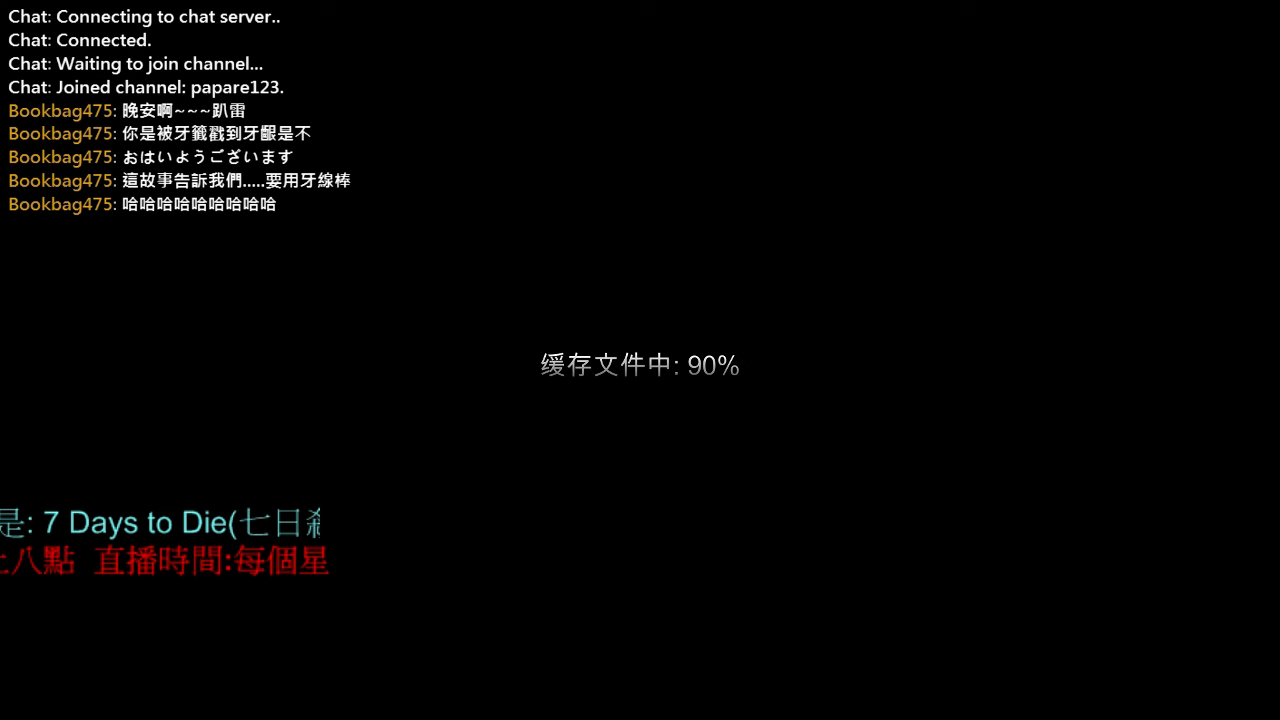 Chat: Connecting to chat server..
Chat: Connected.
Chat: Waiting to join channel...
Chat: Joined channel: papare123.
Bookbag475: 晚安啊~~~趴雷
Bookbag475: 你是被牙籤戳到牙齦是不
Bookbag475: おはいようございます
Bookbag475: 這故事告訴我們.....要用牙線棒
Bookbag475: 哈哈哈哈哈哈哈哈哈
缓存文件中: 90%
是: 7 Days to Die(七日
八點 直播時間:每個星